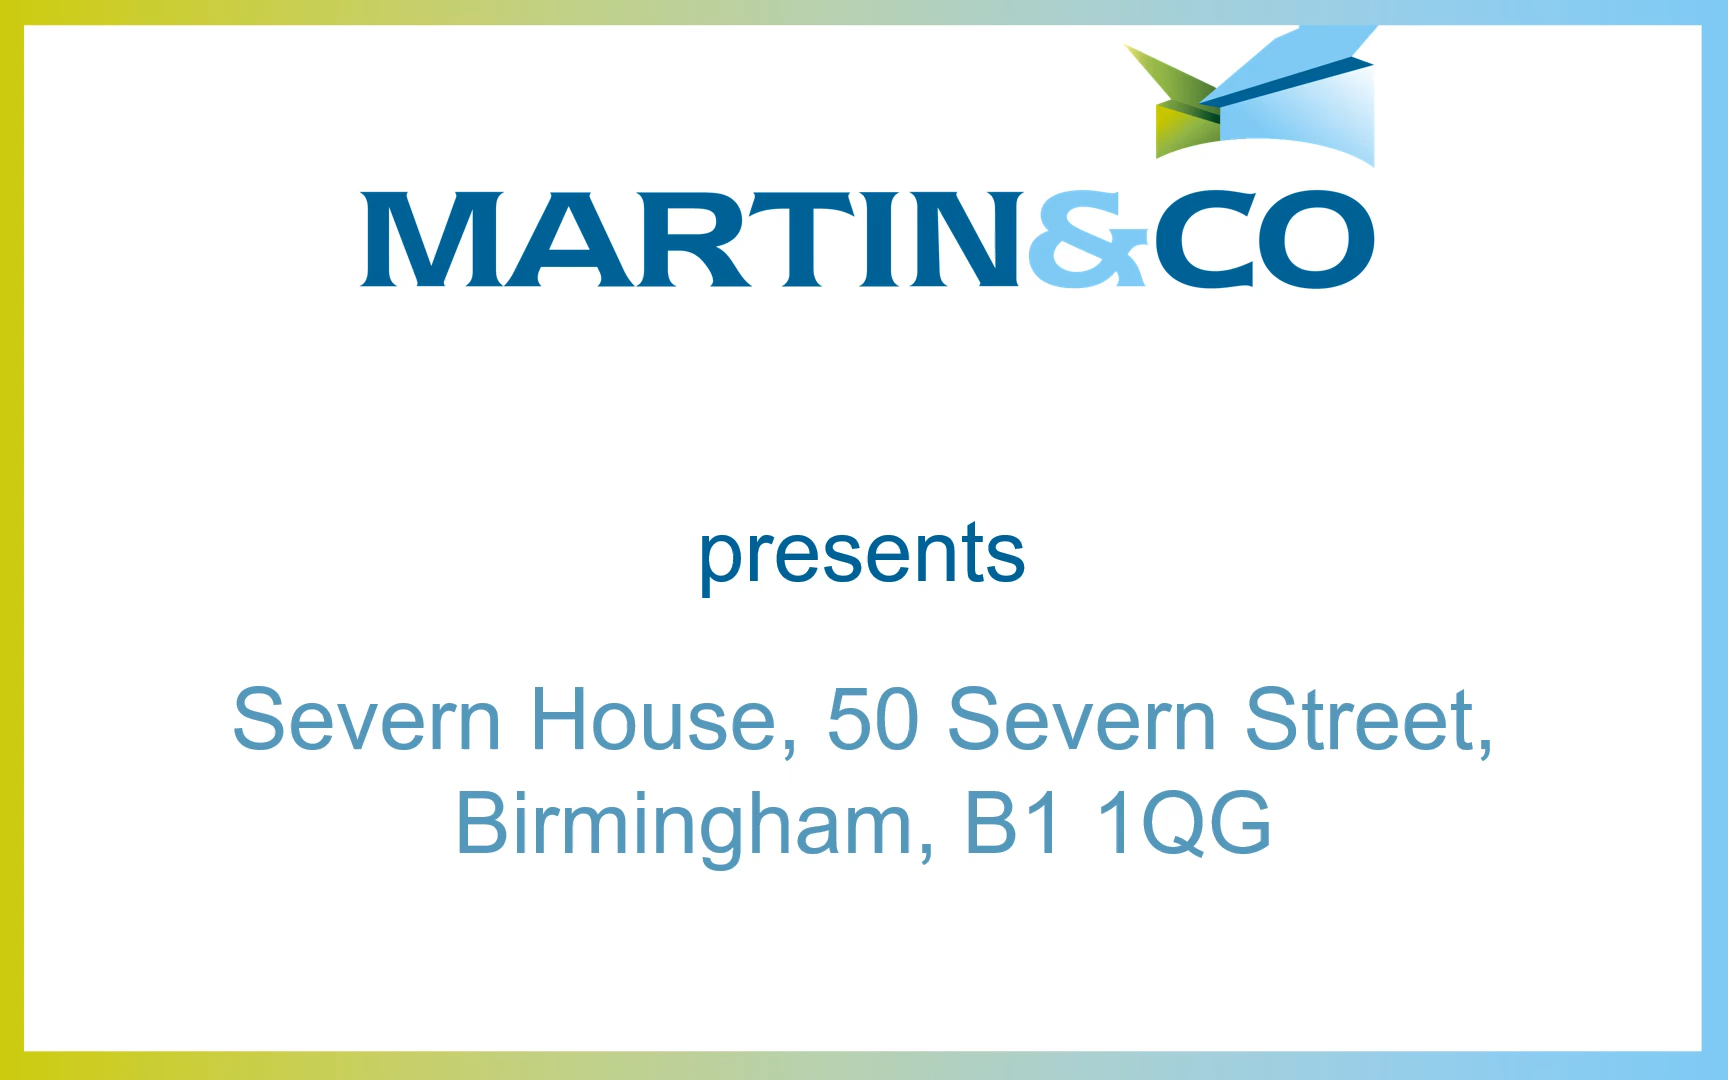 MARTIN&CO
presents
Severn House, 50 Severn Street,
Birmingham, B1 1QG